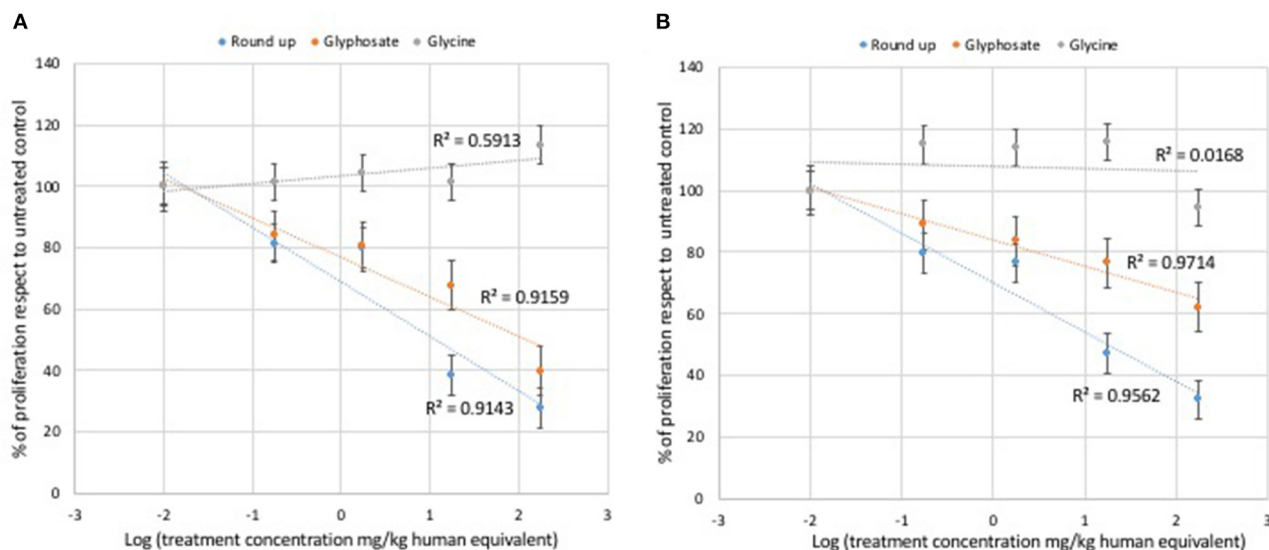 A
Round up Glyphosate Glycine
140
120
100
80
60
40
20
0
% of proliferation respect to untreated control
R² = 0.5913
R² = 0.9159
R² = 0.9143
-3 -2 -1 0 1 2 3
Log (treatment concentration mg/kg human equivalent)
B
Round up Glyphosate Glycine
140
120
100
80
60
40
20
0
% of proliferation respect to untreated control
R² = 0.0168
R² = 0.9714
R² = 0.9562
-3 -2 -1 0 1 2 3
Log (treatment concentration mg/kg human equivalent)